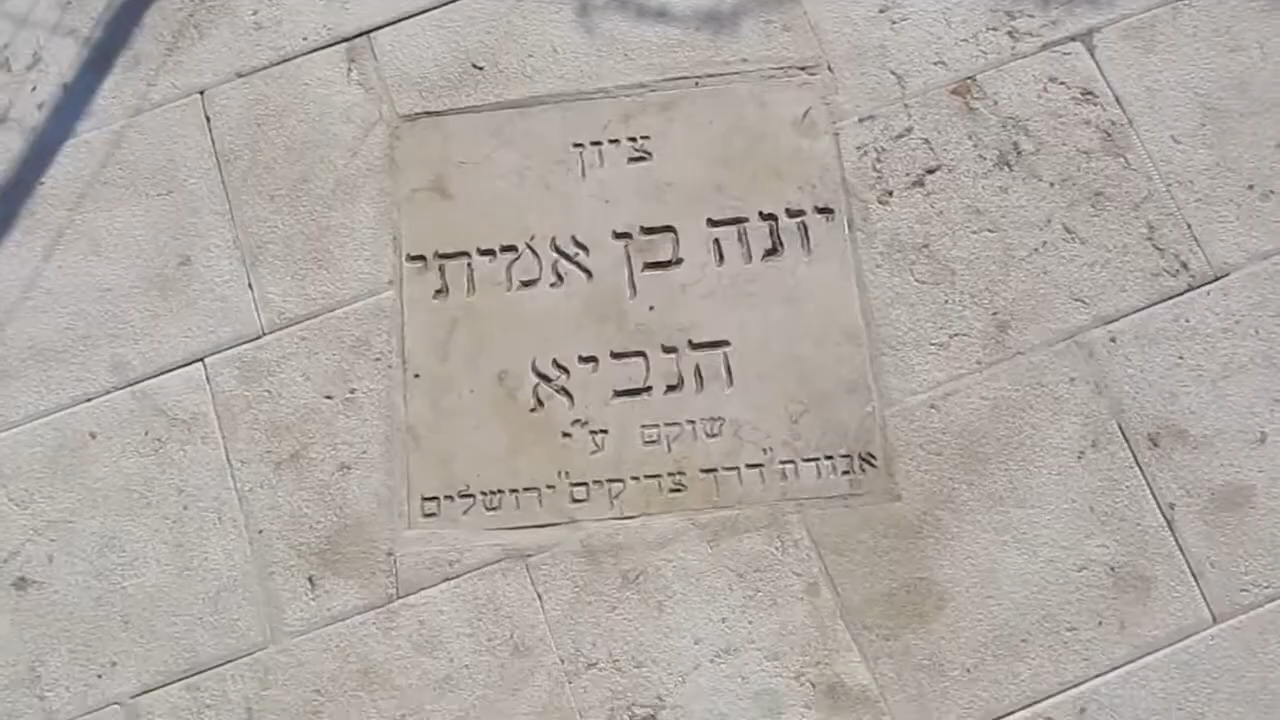 ציון
יונה בן אמיתי
הנביא
שוקם ע"י
אגודת "דרך צדיקים" ירושלים